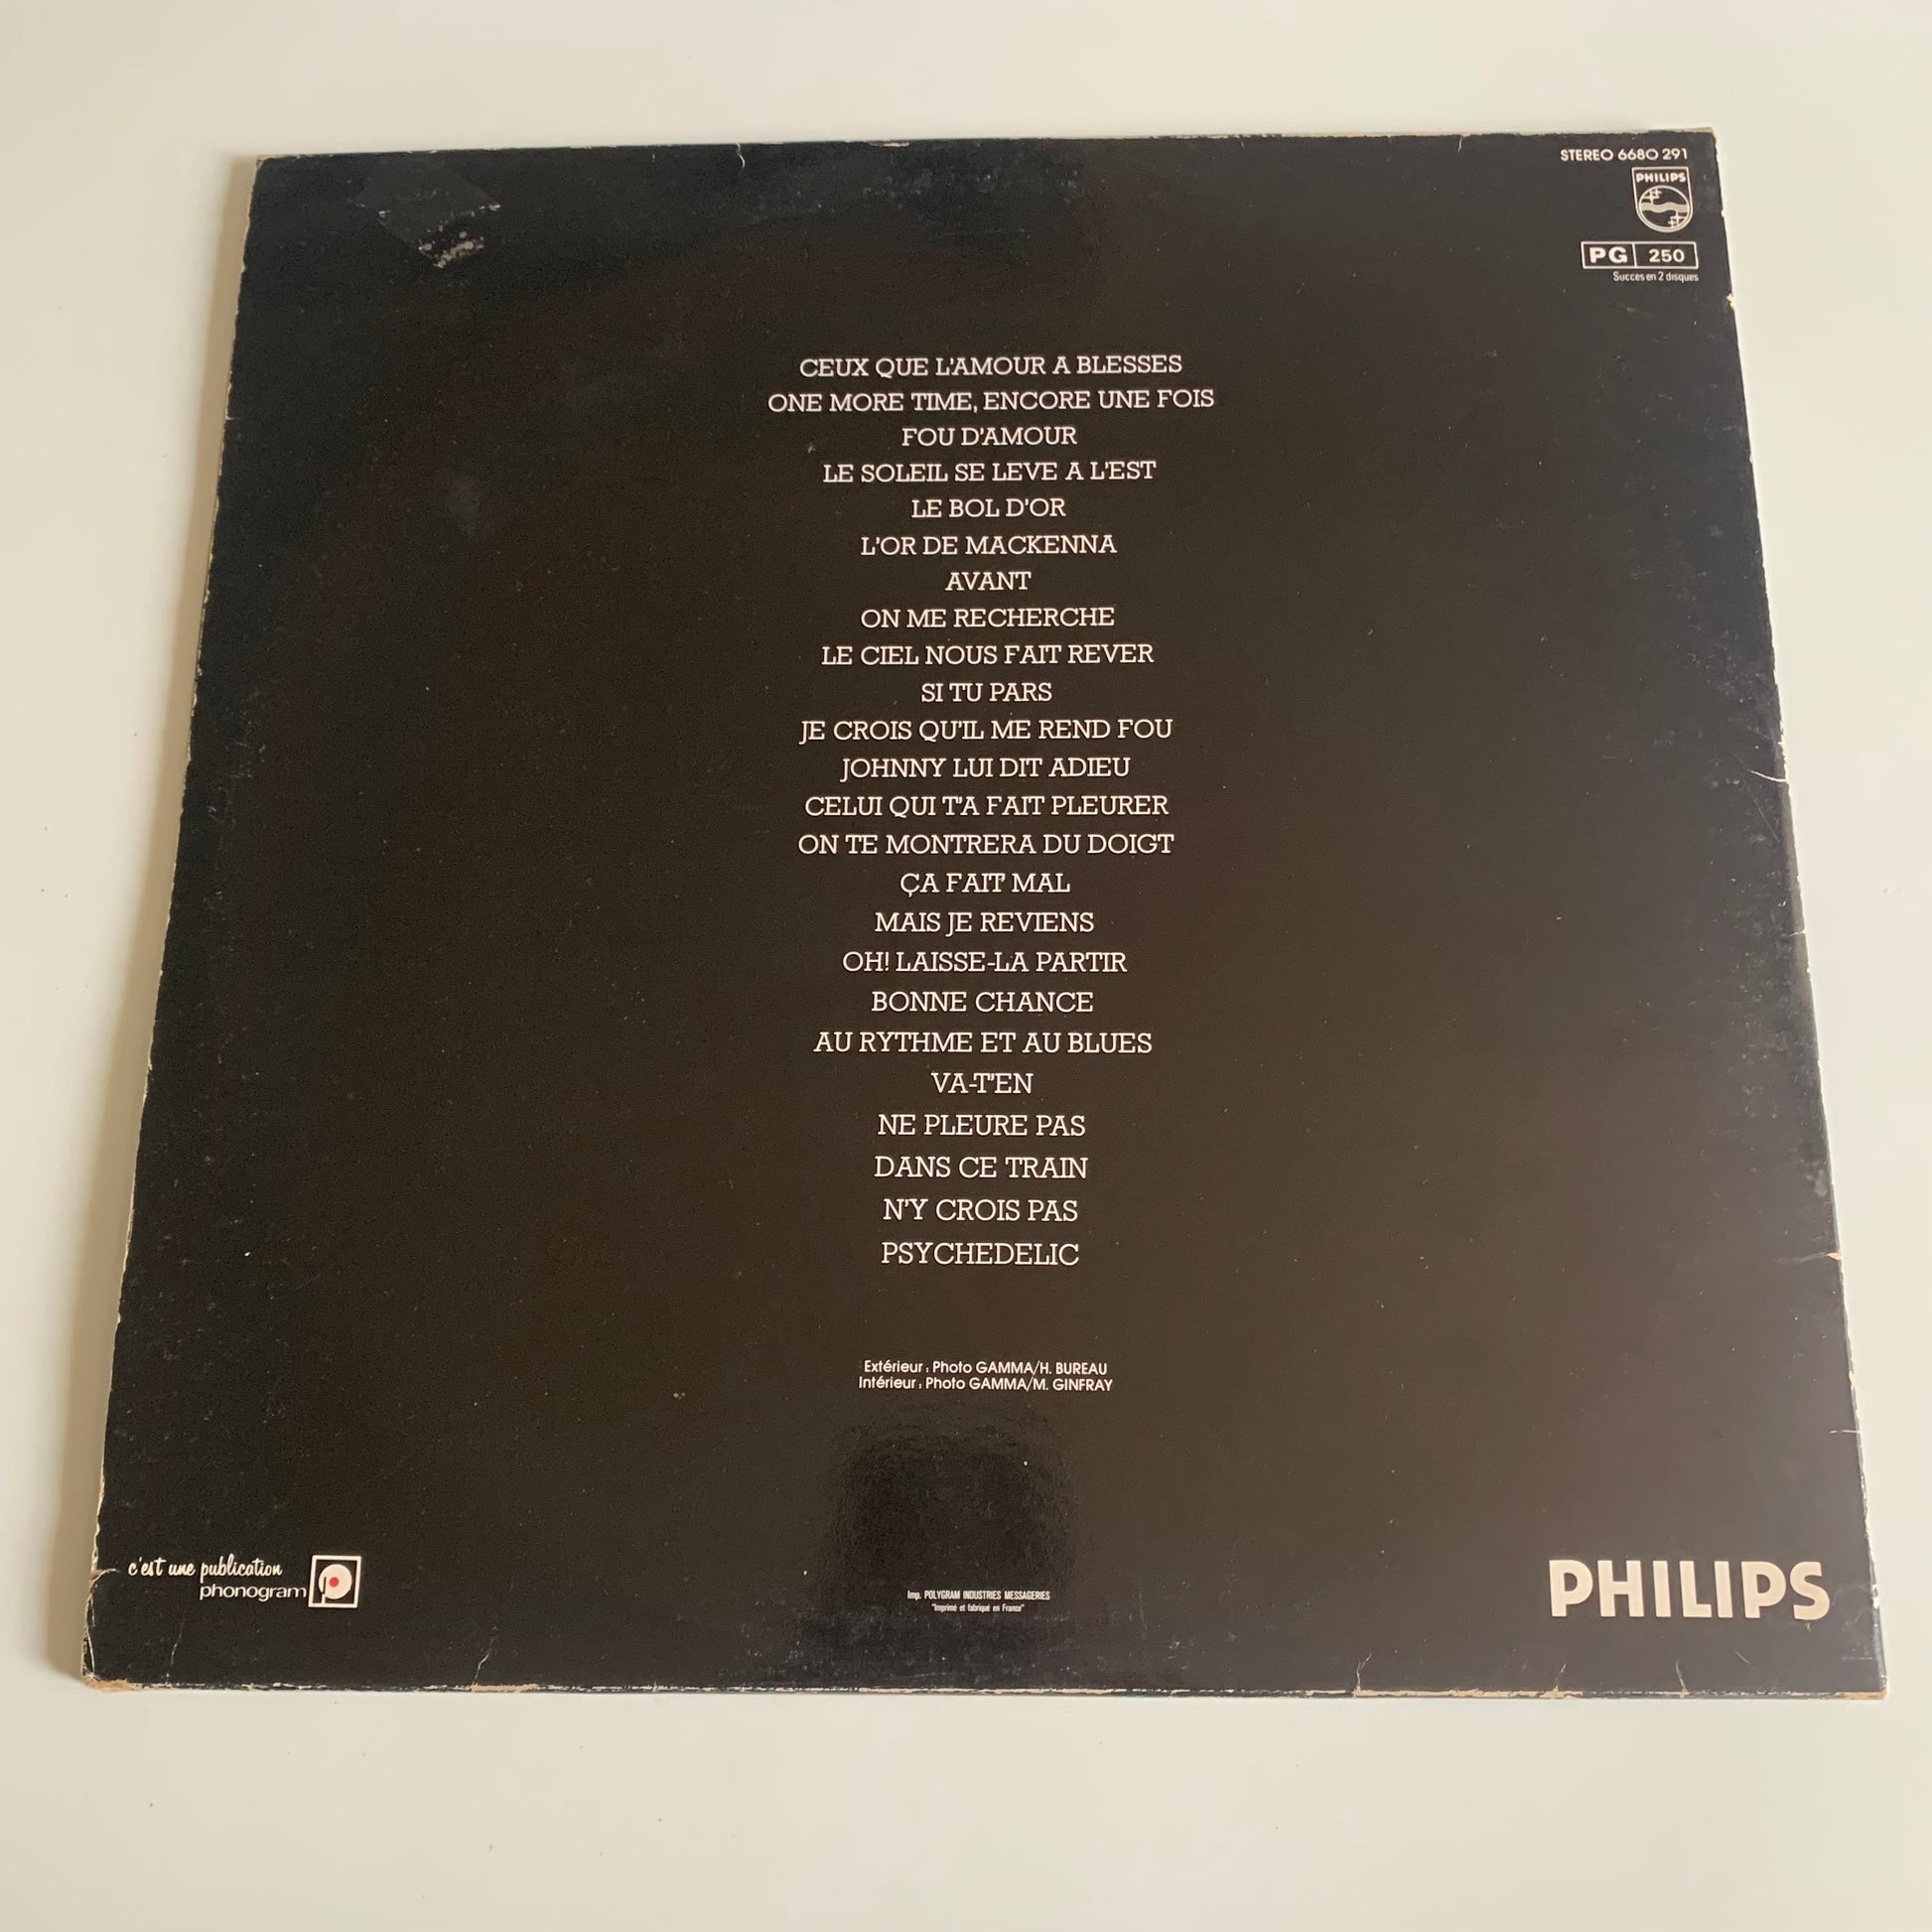 STEREO 6680 291
PHILIPS
PG 250
Succès en 2 disques
CEUX QUE L'AMOUR A BLESSES
ONE MORE TIME, ENCORE UNE FOIS
FOU D'AMOUR
LE SOLEIL SE LEVE A L'EST
LE BOL D'OR
L'OR DE MACKENNA
AVANT
ON ME RECHERCHE
LE CIEL NOUS FAIT REVER
SI TU PARS
JE CROIS QU'IL ME REND FOU
JOHNNY LUI DIT ADIEU
CELUI QUI T'A FAIT PLEURER
ON TE MONTRERA DU DOIGT
ÇA FAIT MAL
MAIS JE REVIENS
OH! LAISSE-LA PARTIR
BONNE CHANCE
AU RYTHME ET AU BLUES
VA-T'EN
NE PLEURE PAS
DANS CE TRAIN
N'Y CROIS PAS
PSYCHEDELIC
Extérieur : Photo GAMMA/H. BUREAU
Intérieur : Photo GAMMA/M. GINFRAY
c'est une publication
phonogram
Imp. POLYGRAM INDUSTRIES MESSAGERIES
"Imprimé et fabriqué en France"
PHILIPS